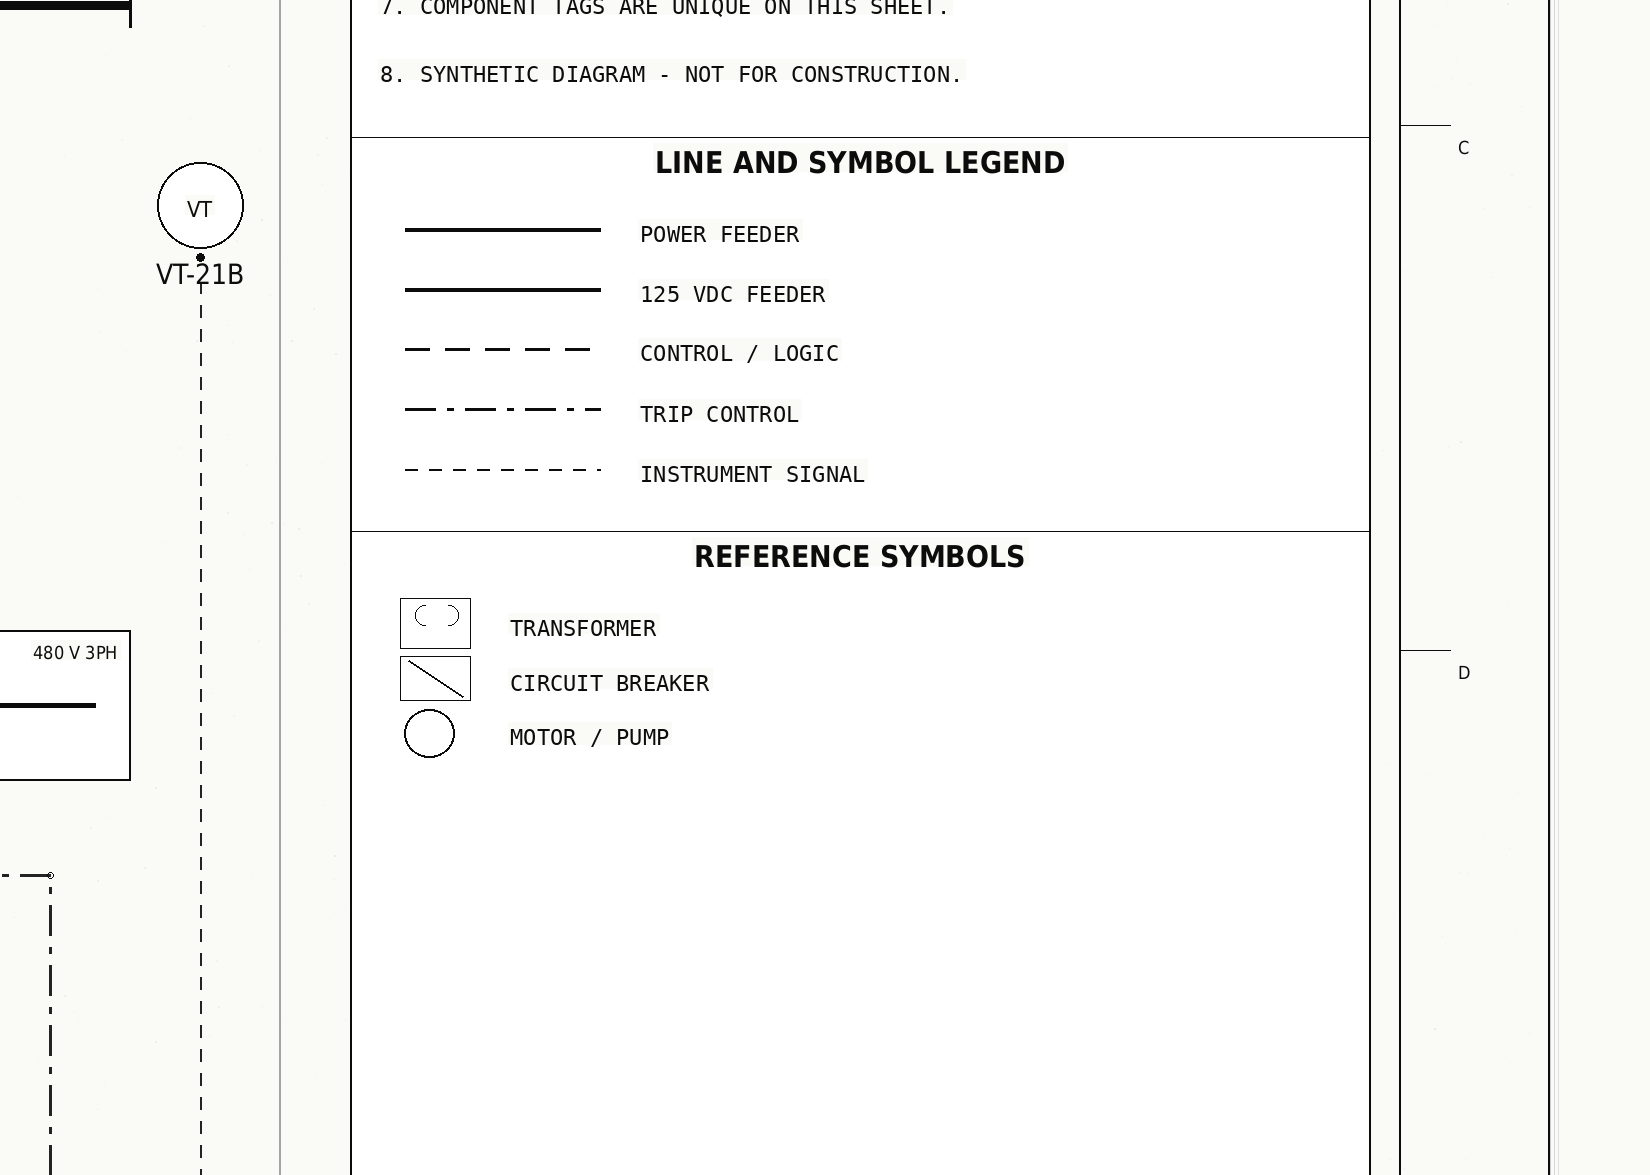 7. COMPONENT TAGS ARE UNIQUE ON THIS SHEET.
8. SYNTHETIC DIAGRAM - NOT FOR CONSTRUCTION.
LINE AND SYMBOL LEGEND
POWER FEEDER
125 VDC FEEDER
CONTROL / LOGIC
TRIP CONTROL
INSTRUMENT SIGNAL
REFERENCE SYMBOLS
TRANSFORMER
CIRCUIT BREAKER
MOTOR / PUMP
VT
VT-21B
480 V 3PH
C
D